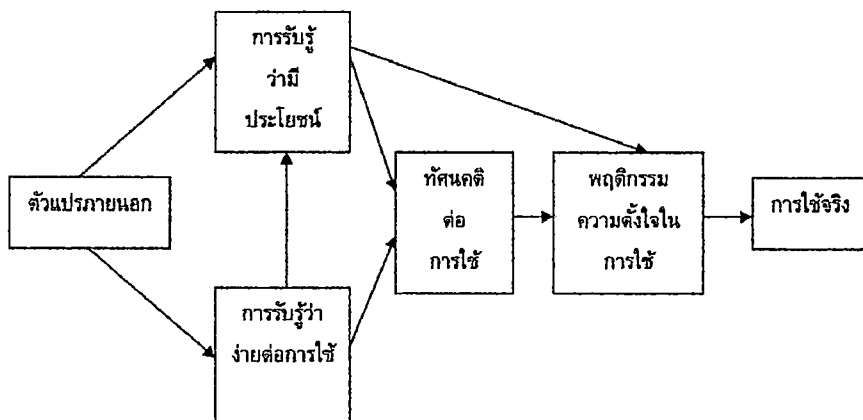 การรับรู้
ว่ามี
ประโยชน์
ตัวแปรภายนอก
การรับรู้ว่า
ง่ายต่อการใช้
ทัศนคติ
ต่อ
การใช้
พฤติกรรม
ความตั้งใจใน
การใช้
การใช้จริง